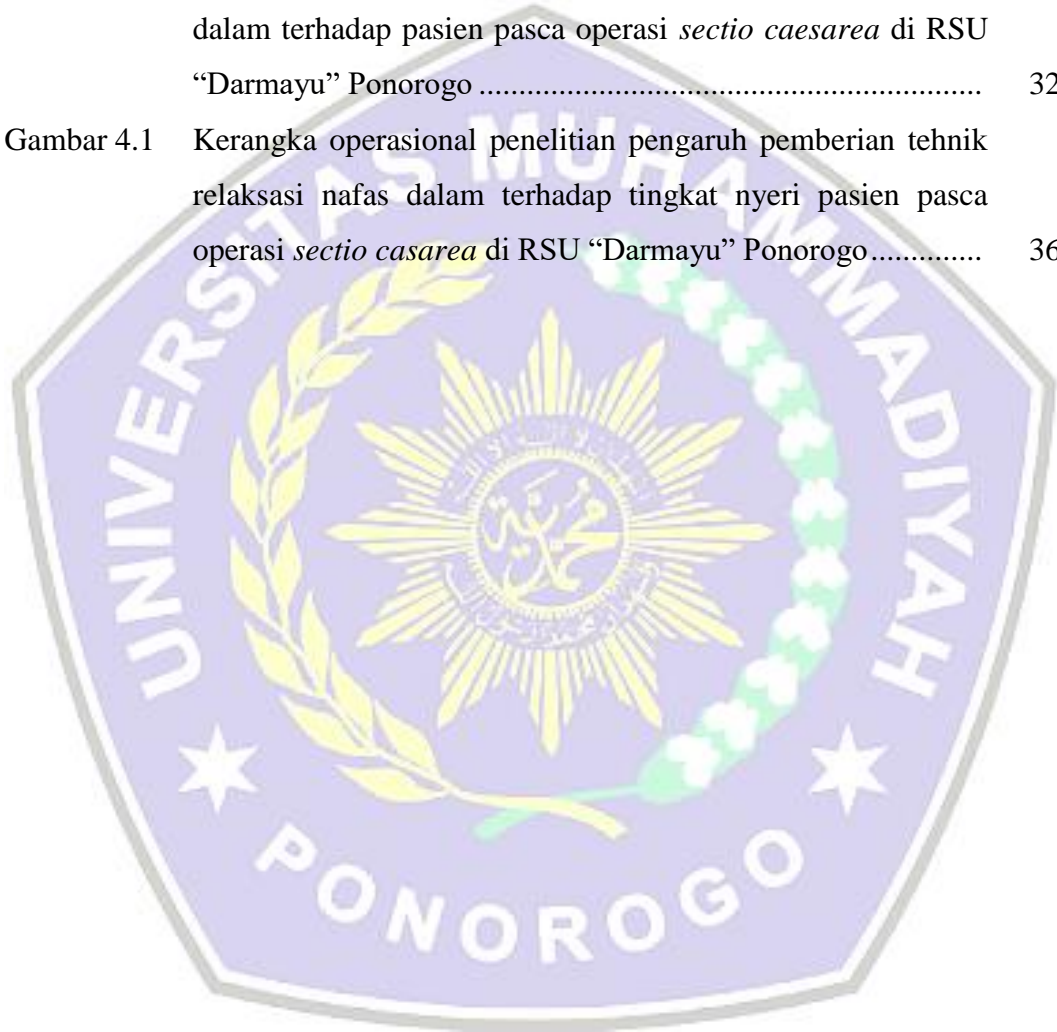 dalam terhadap pasien pasca operasi sectio caesarea di RSU
“Darmayu” Ponorogo ............................................................... 32
Gambar 4.1 Kerangka operasional penelitian pengaruh pemberian tehnik
relaksasi nafas dalam terhadap tingkat nyeri pasien pasca
operasi sectio casarea di RSU “Darmayu” Ponorogo.............. 36
UNIVERSITAS MUHAMMADIYAH
PONOROGO